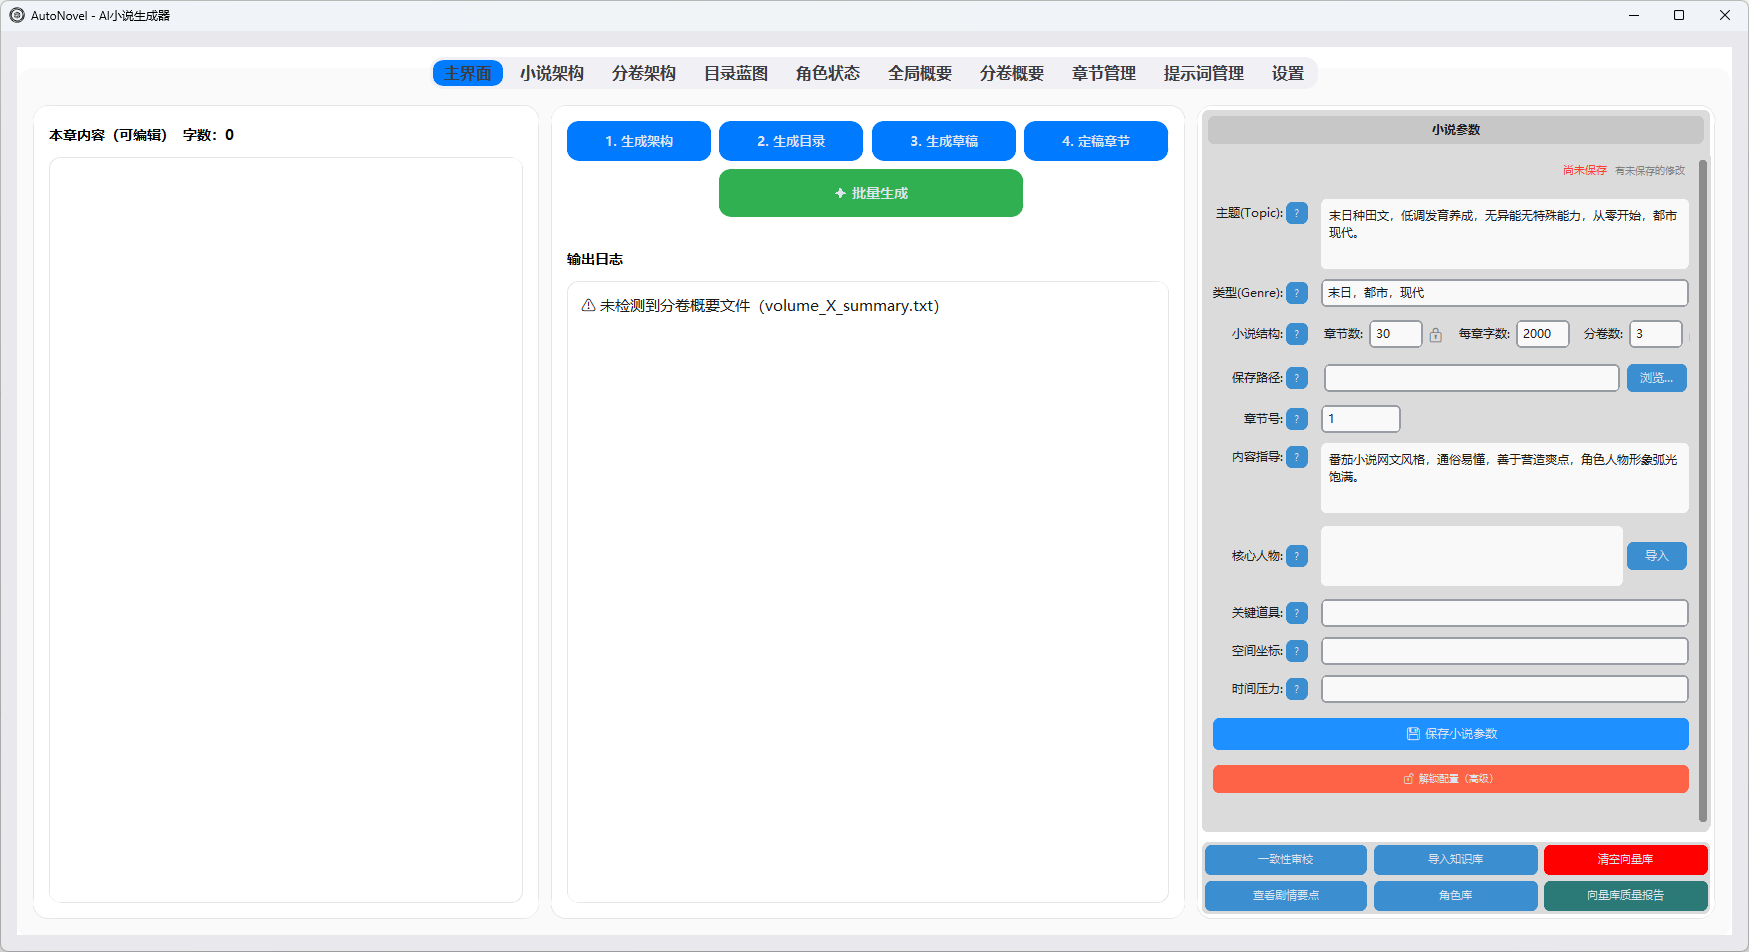 AutoNovel - AI小说生成器
主界面 小说架构 分卷架构 目录蓝图 角色状态 全局概要 分卷概要 章节管理 提示词管理 设置
本章内容（可编辑） 字数：0
1. 生成架构 2. 生成目录 3. 生成草稿 4. 定稿章节
✦ 批量生成
输出日志
⚠ 未检测到分卷概要文件（volume_X_summary.txt）
小说参数
尚未保存 有未保存的修改
主题(Topic): ? 末日种田文，低调发育养成，无异能无特殊能力，从零开始，都市
现代。
类型(Genre): ? 末日，都市，现代
小说结构: ? 章节数: 30 每章字数: 2000 分卷数: 3
保存路径: ? 浏览...
章节号: ? 1
内容指导: ? 番茄小说网文风格，通俗易懂，善于营造爽点，角色人物形象弧光
饱满。
核心人物: ? 导入
关键道具: ?
空间坐标: ?
时间压力: ?
保存小说参数
解锁配置（高级）
一致性审校 导入知识库 清空向量库
查看剧情要点 角色库 向量库质量报告